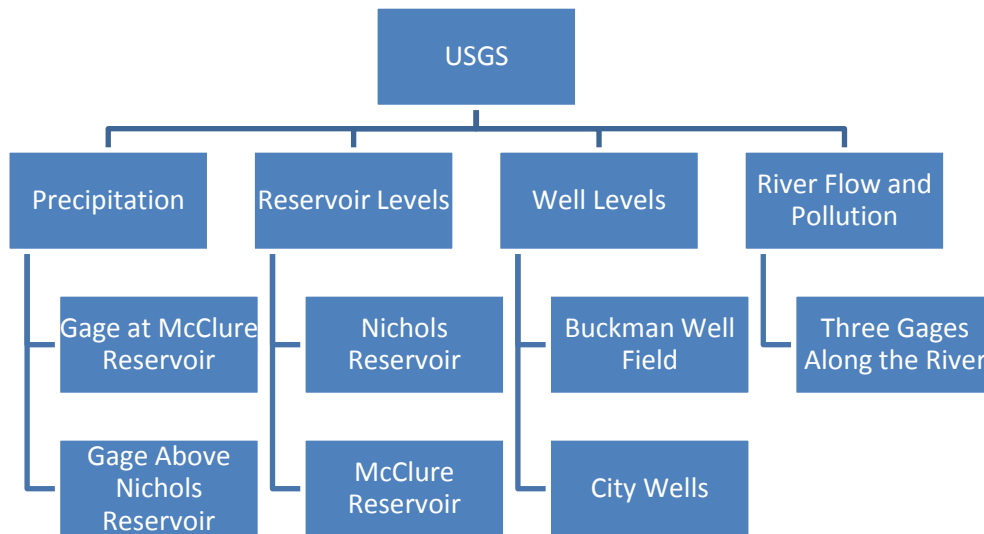 USGS
Precipitation
Reservoir Levels
Well Levels
River Flow and
Pollution
Gage at McClure
Reservoir
Nichols
Reservoir
Buckman Well
Field
Three Gages
Along the River
Gage Above
Nichols
Reservoir
McClure
Reservoir
City Wells